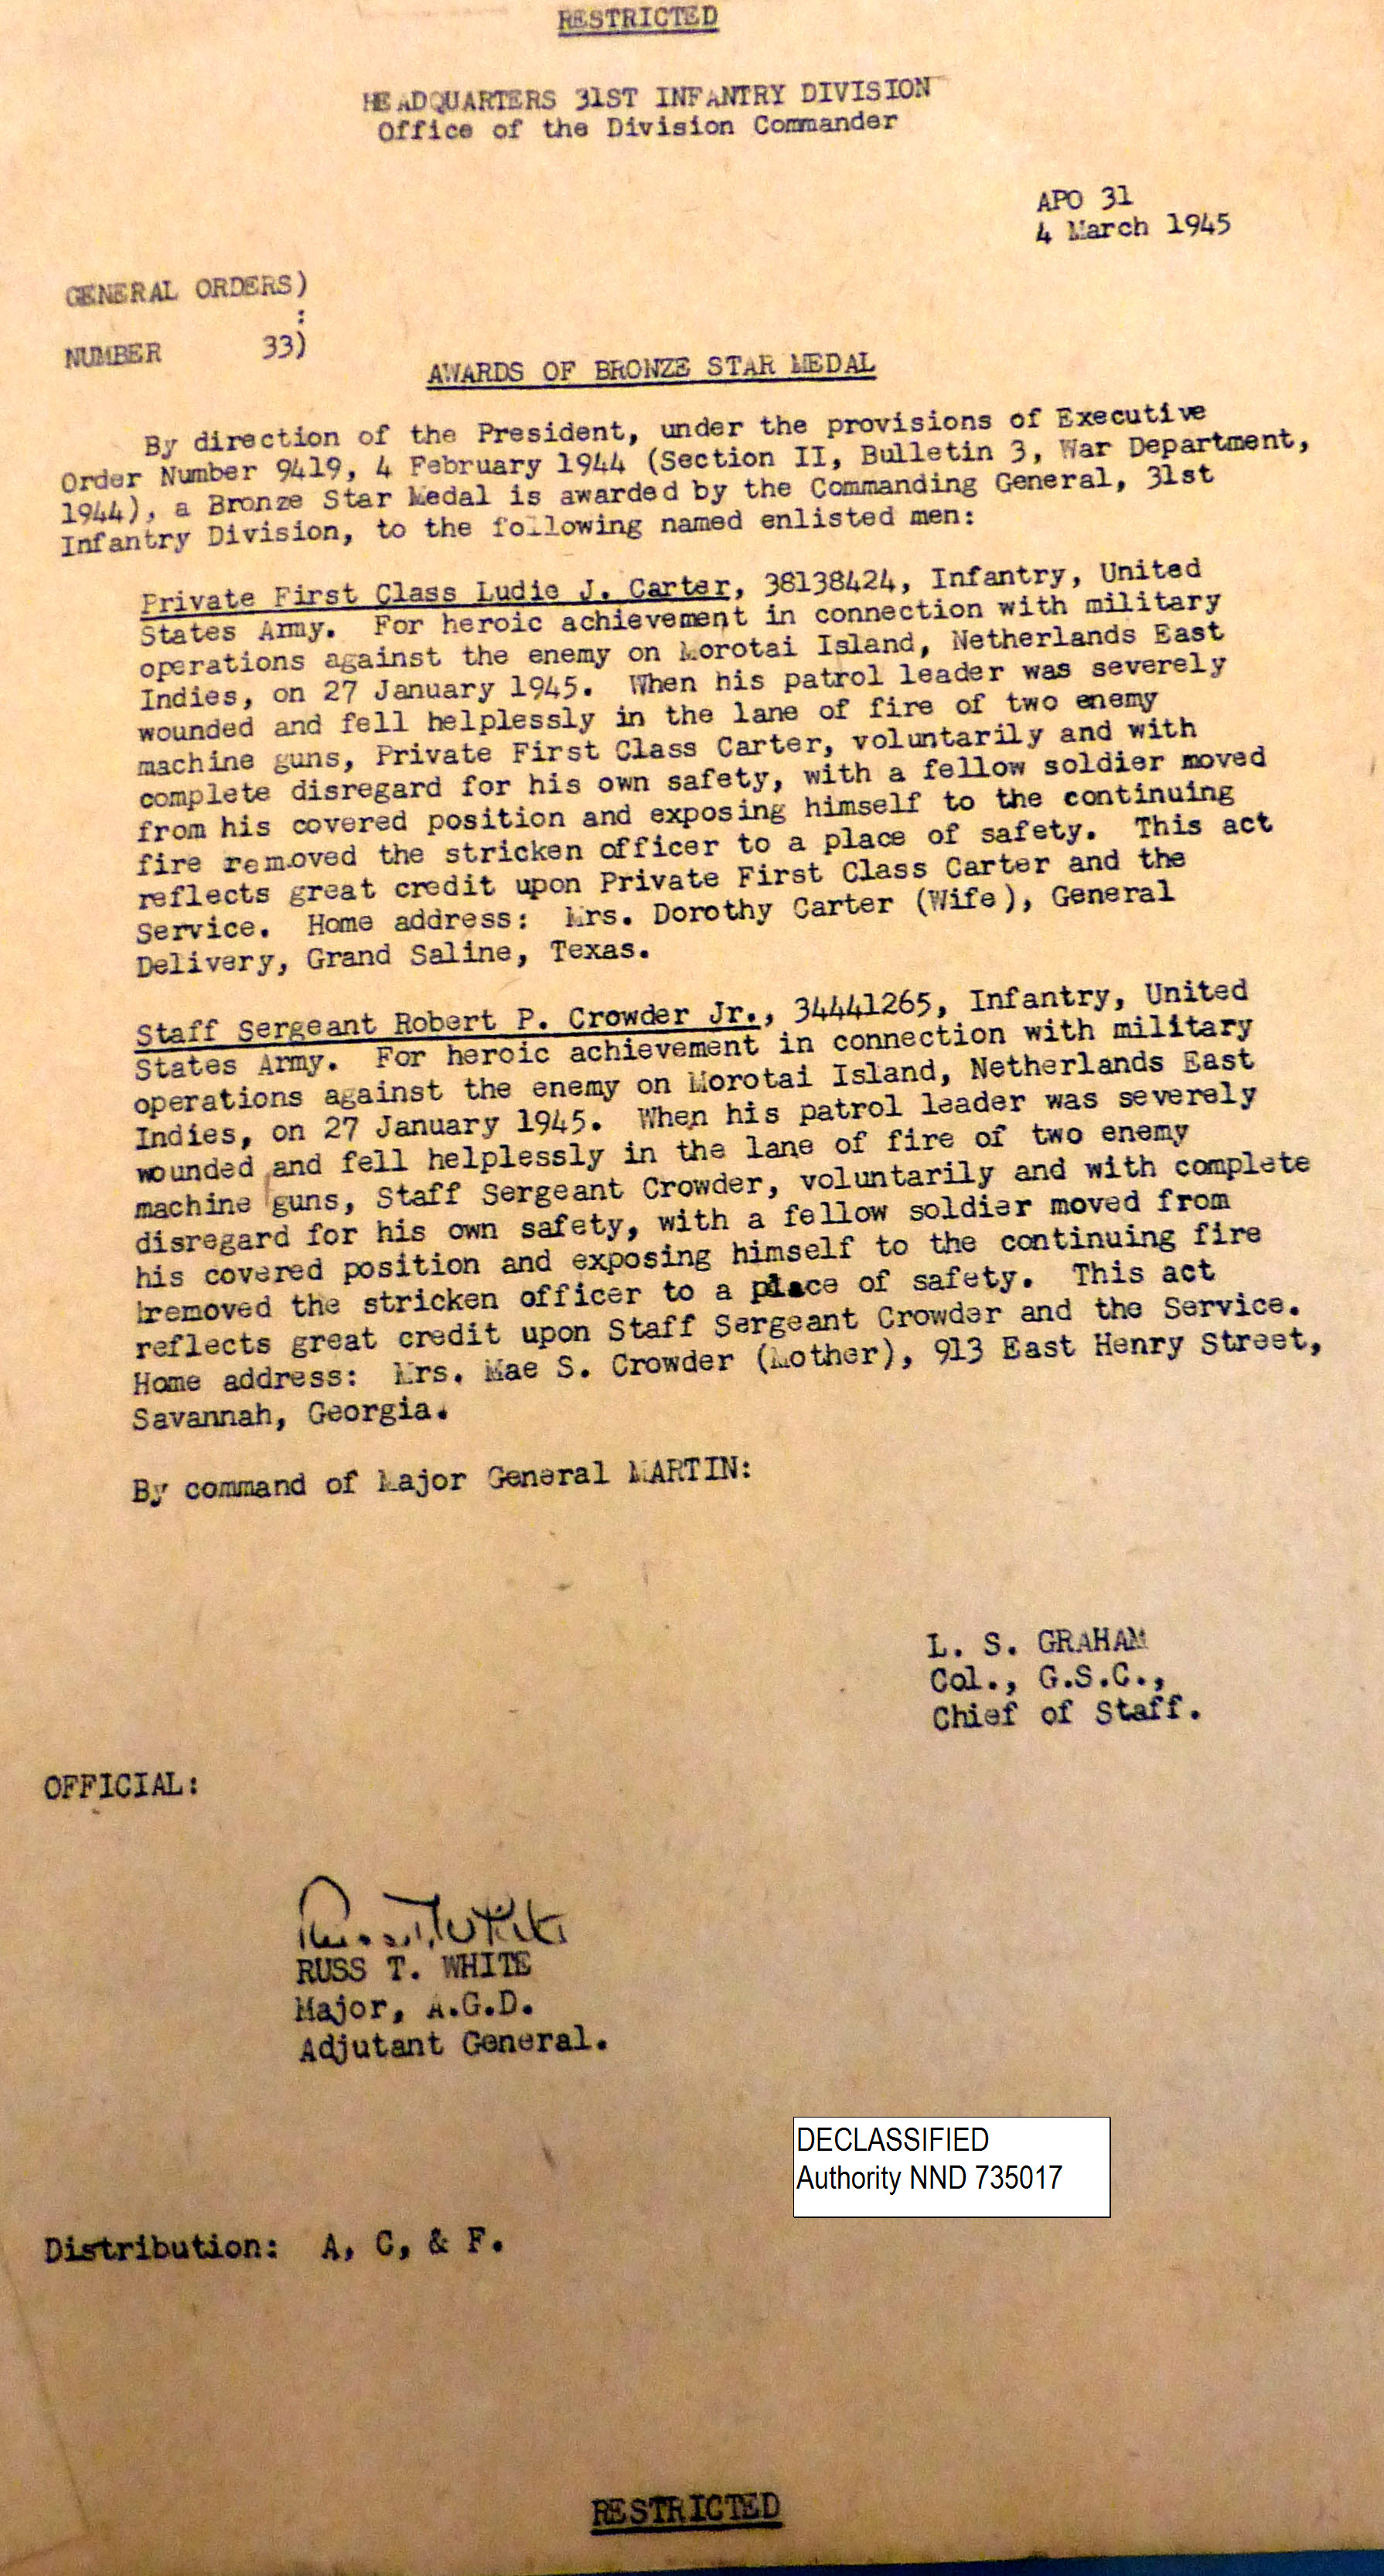 RESTRICTED
HEADQUARTERS 31ST INFANTRY DIVISION
Office of the Division Commander
APO 31
4 March 1945
GENERAL ORDERS)
:
NUMBER 33)
AWARDS OF BRONZE STAR MEDAL
By direction of the President, under the provisions of Executive
Order Number 9419, 4 February 1944 (Section II, Bulletin 3, War Department,
1944), a Bronze Star Medal is awarded by the Commanding General, 31st
Infantry Division, to the following named enlisted men:
Private First Class Ludie J. Carter, 38138424, Infantry, United
States Army. For heroic achievement in connection with military
operations against the enemy on Morotai Island, Netherlands East
Indies, on 27 January 1945. When his patrol leader was severely
wounded and fell helplessly in the lane of fire of two enemy
machine guns, Private First Class Carter, voluntarily and with
complete disregard for his own safety, with a fellow soldier moved
from his covered position and exposing himself to the continuing
fire removed the stricken officer to a place of safety. This act
reflects great credit upon Private First Class Carter and the
Service. Home address: Mrs. Dorothy Carter (Wife), General
Delivery, Grand Saline, Texas.
Staff Sergeant Robert P. Crowder Jr., 34441265, Infantry, United
States Army. For heroic achievement in connection with military
operations against the enemy on Morotai Island, Netherlands East
Indies, on 27 January 1945. When his patrol leader was severely
wounded and fell helplessly in the lane of fire of two enemy
machine guns, Staff Sergeant Crowder, voluntarily and with complete
disregard for his own safety, with a fellow soldier moved from
his covered position and exposing himself to the continuing fire
removed the stricken officer to a place of safety. This act
reflects great credit upon Staff Sergeant Crowder and the Service.
Home address: Mrs. Mae S. Crowder (Mother), 913 East Henry Street,
Savannah, Georgia.
By command of Major General MARTIN:
L. S. GRAHAM
Col., G.S.C.,
Chief of Staff.
OFFICIAL:
RUSS T. WHITE
Major, A.G.D.
Adjutant General.
DECLASSIFIED
Authority NND 735017
Distribution: A, C, & F.
RESTRICTED